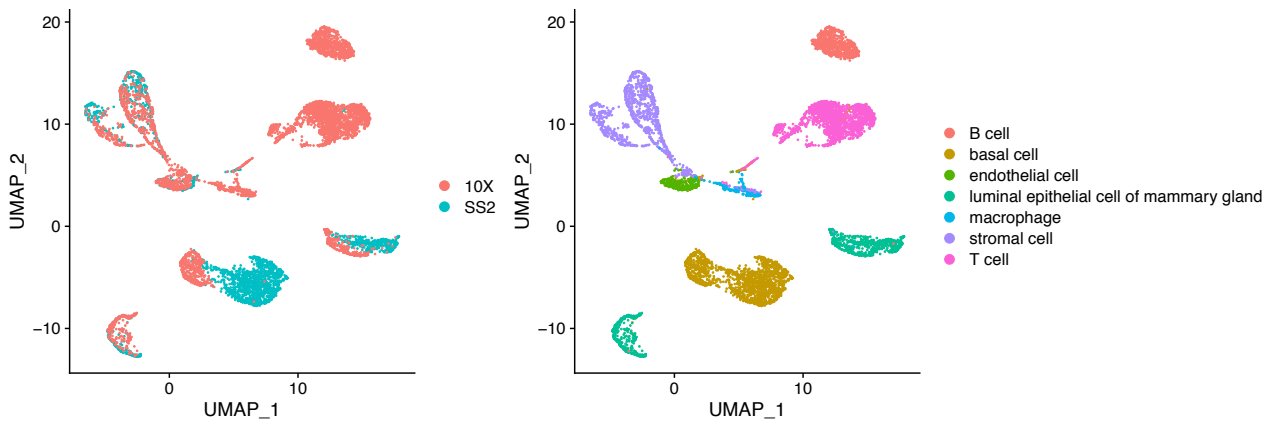 20
10
0
−10
0
10
UMAP_1
UMAP_2
10X
SS2
20
10
0
−10
0
10
UMAP_1
UMAP_2
B cell
basal cell
endothelial cell
luminal epithelial cell of mammary gland
macrophage
stromal cell
T cell